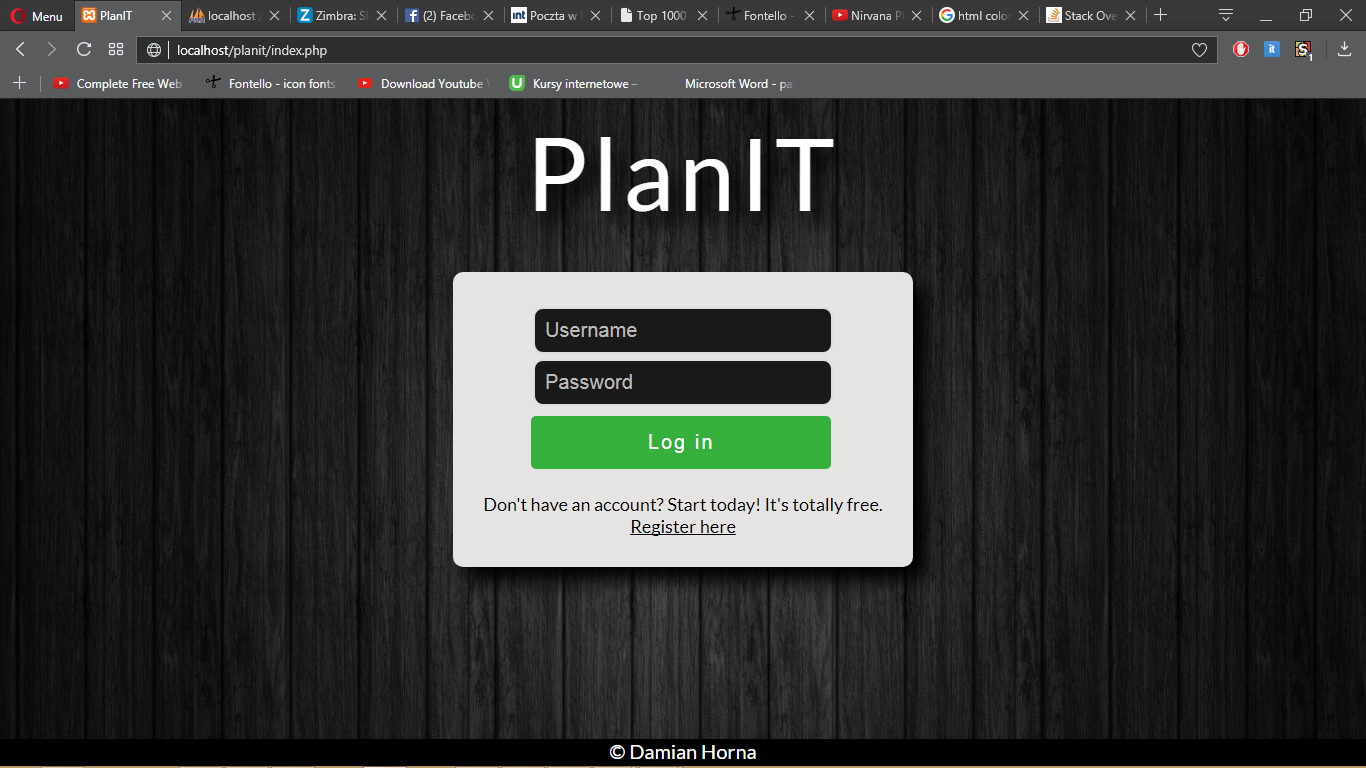 Menu
PlanIT
localhost /
Zimbra: S
(2) Facebo
Poczta w
Top 1000
Fontello -
Nirvana P
html colo
Stack Ove
localhost/planit/index.php
Complete Free Web
Fontello - icon fonts
Download Youtube
Kursy internetowe –
Microsoft Word - pa
PlanIT
Username
Password
Log in
Don't have an account? Start today! It's totally free.
Register here
© Damian Horna